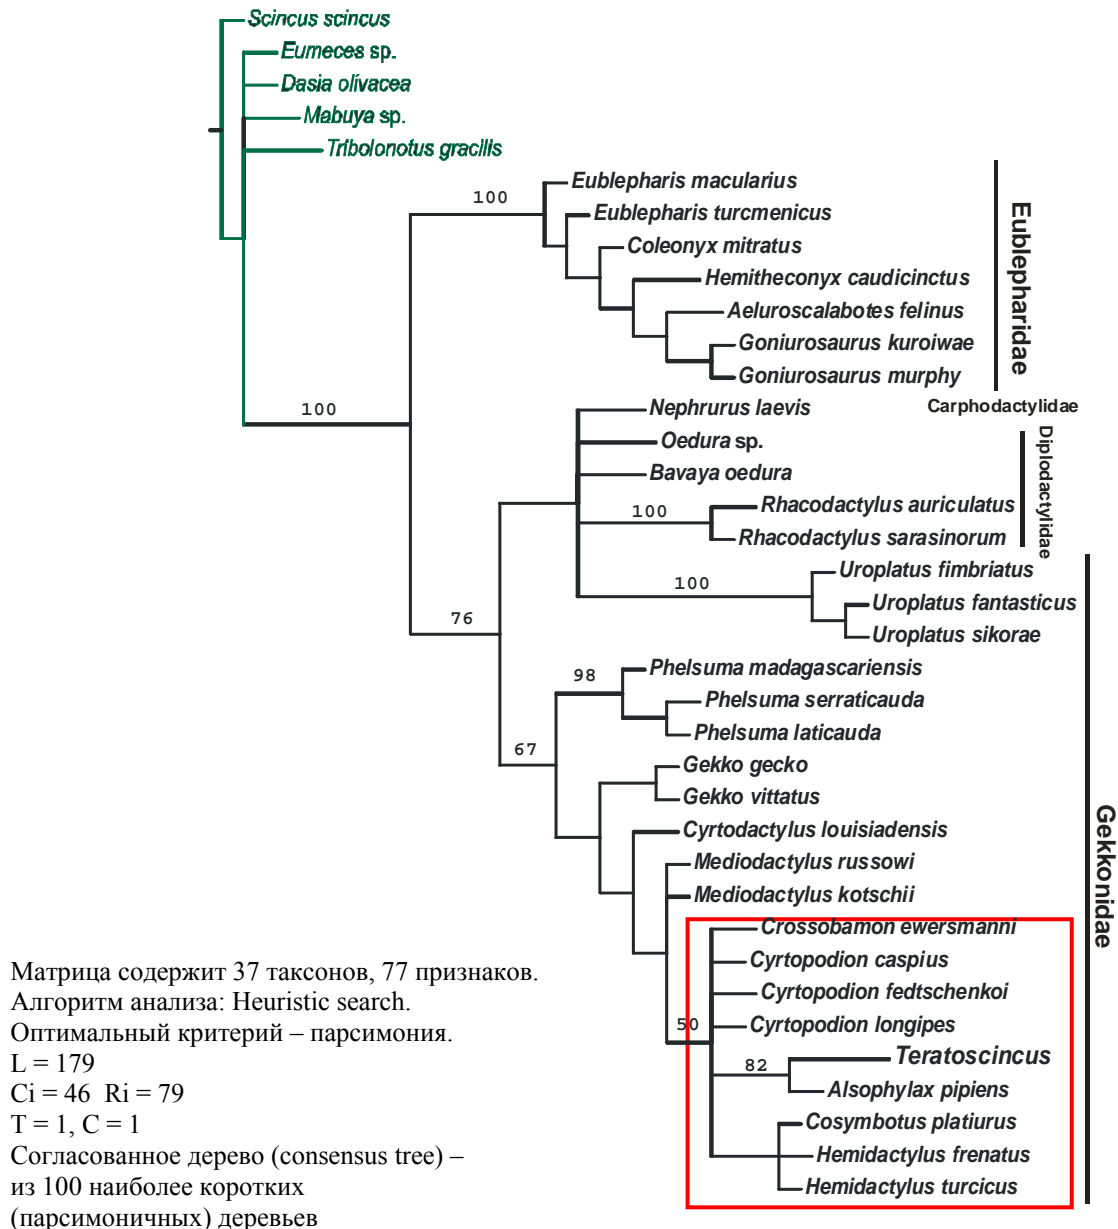 Scincus scincus
Eumeces sp.
Dasia olivacea
Mabuya sp.
Tribolonotus gracilis
Eublepharis macularius
100
Eublepharis turcmenicus
Coleonyx mitratus
Hemitheconyx caudicinctus
Aeluroscalabotes felinus
Goniurosaurus kuroiwae
Goniurosaurus murphy
Eublepharidae
100
Nephrurus laevis
Carphodactylidae
Oedura sp.
Bavaya oedura
Rhacodactylus auriculatus
100
Rhacodactylus sarasinorum
Diplodactylidae
Uroplatus fimbriatus
100
Uroplatus fantasticus
Uroplatus sikorae
76
Phelsuma madagascariensis
98
Phelsuma serraticauda
Phelsuma laticauda
67
Gekko gecko
Gekko vittatus
Cyrtodactylus louisiadensis
Mediodactylus russowi
Mediodactylus kotschii
Gekkonidae
Crossobamon ewersmanni
Cyrtopodion caspius
Cyrtopodion fedtschenkoi
Cyrtopodion longipes
50
Teratoscincus
82
Alsophylax pipiens
Cosymbotus platiurus
Hemidactylus frenatus
Hemidactylus turcicus
Матрица содержит 37 таксонов, 77 признаков.
Алгоритм анализа: Heuristic search.
Оптимальный критерий – парсимония.
L = 179
Ci = 46 Ri = 79
T = 1, C = 1
Согласованное дерево (consensus tree) –
из 100 наиболее коротких
(парсимоничных) деревьев